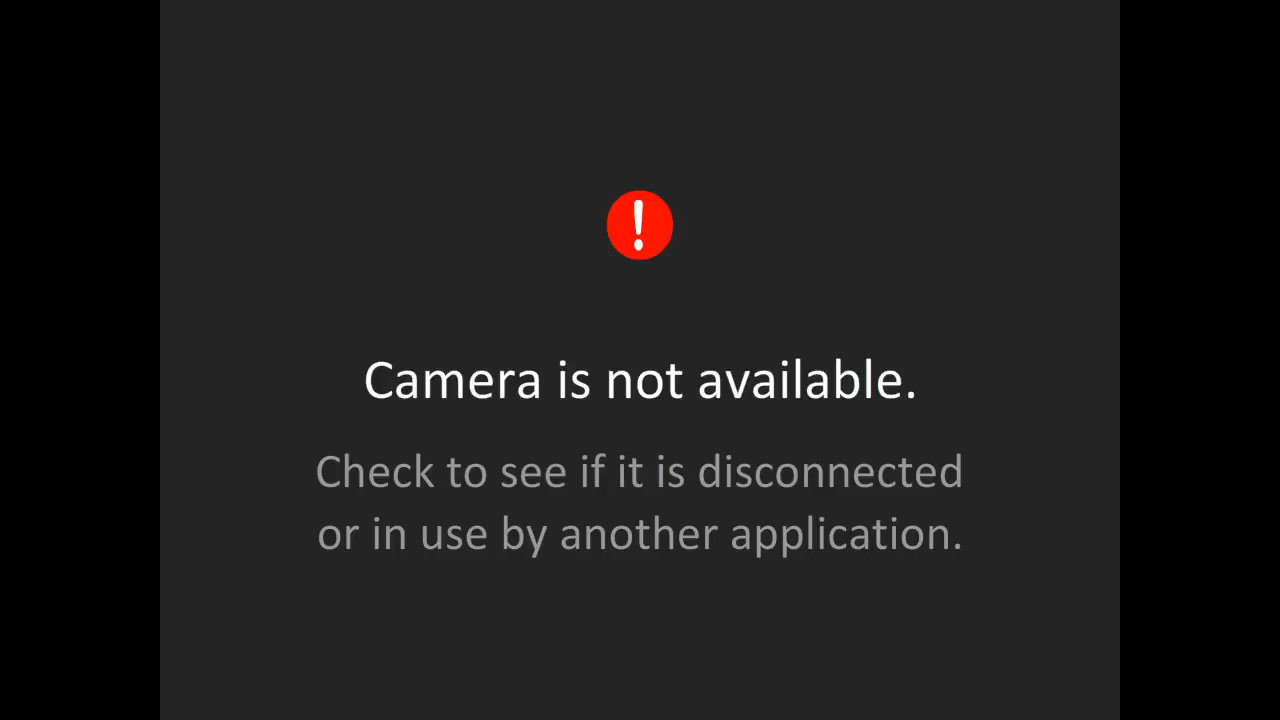 Camera is not available.
Check to see if it is disconnected
or in use by another application.